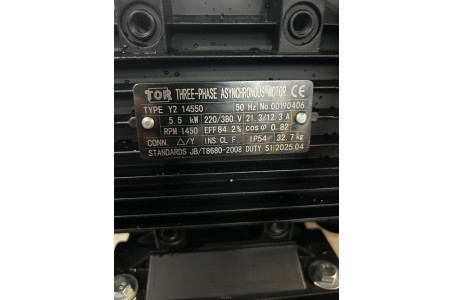 TOR THREE-PHASE ASYNCHRONOUS MOTOR CE
TYPE Y2 14550 50 Hz No.00190406
5.5 kW 220/380 V 21.3/12.3 A
RPM 1450 EFF 84.2% cos φ 0.82
CONN. △/Y INS CL F IP54 32.7 kg
STANDARDS JB/T8680-2008 DUTY S1 2025.04